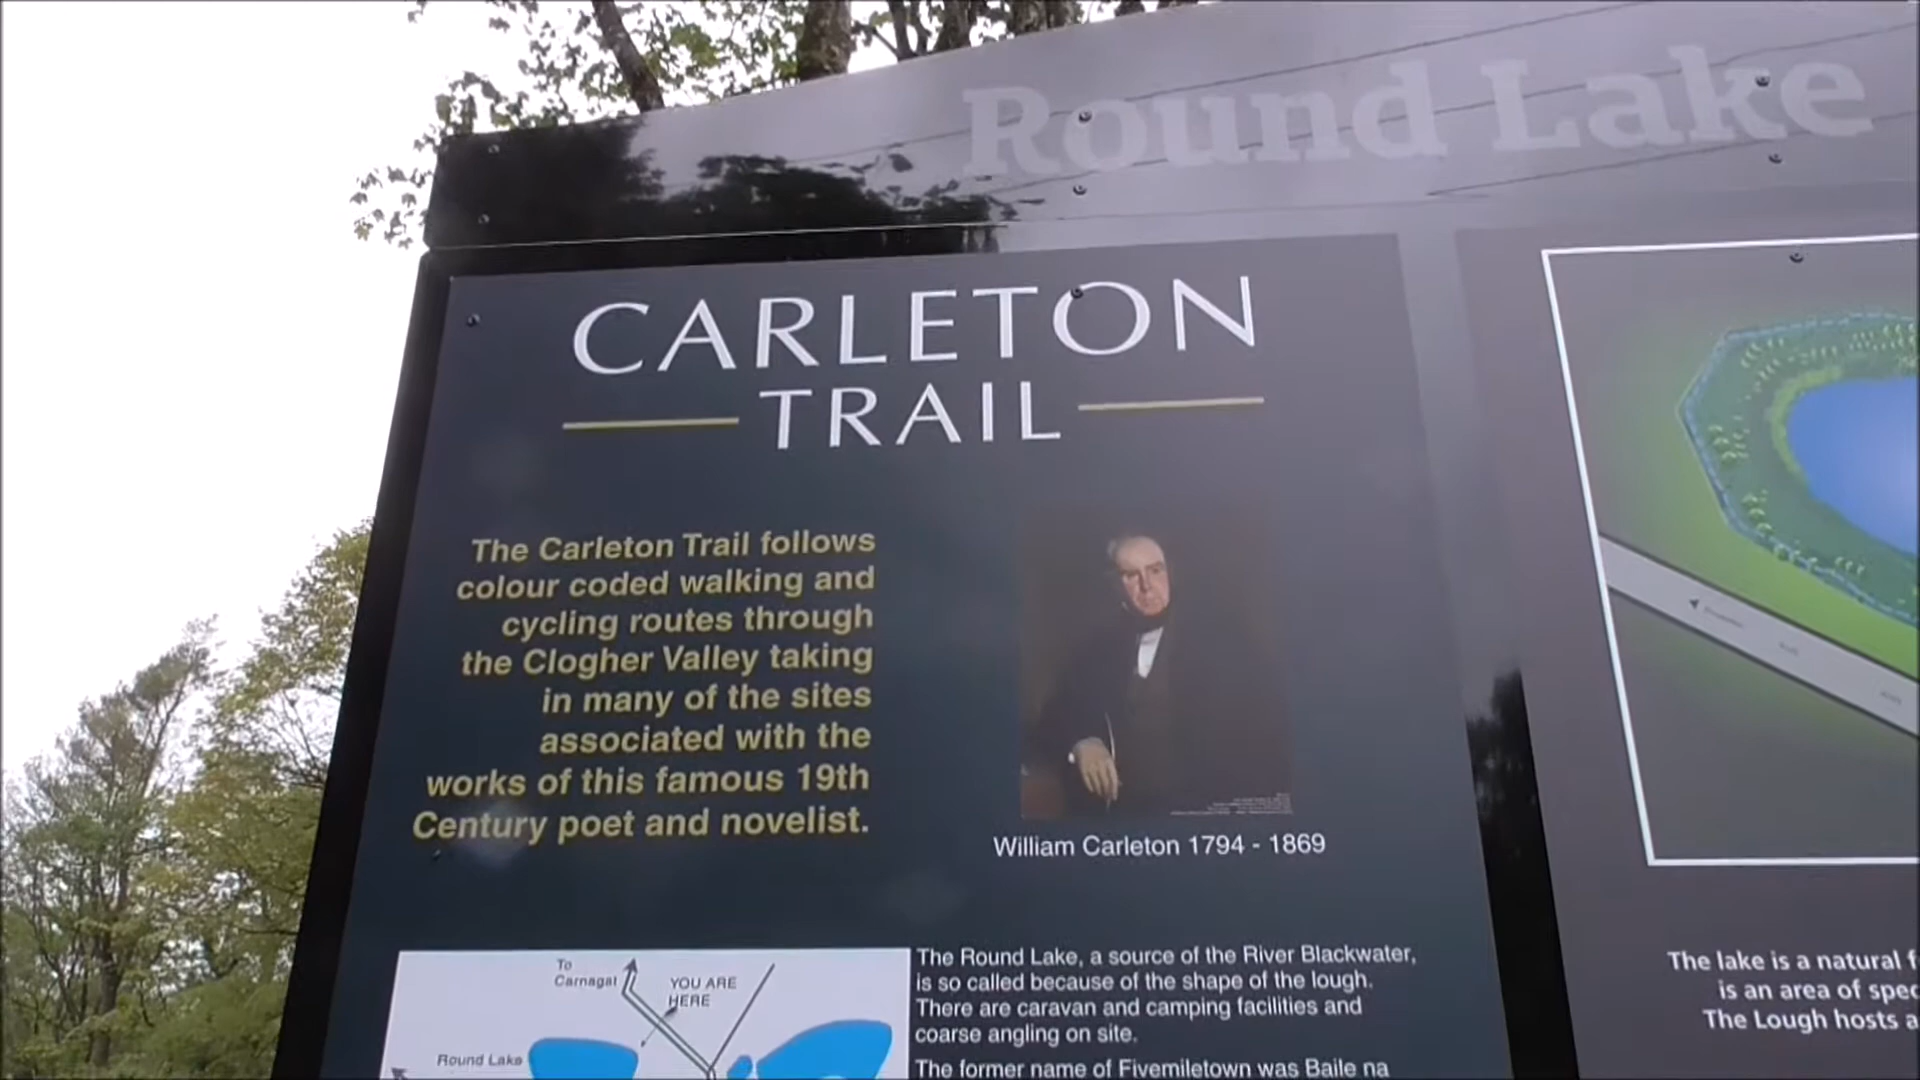 Round Lake
CARLETON
TRAIL
The Carleton Trail follows
colour coded walking and
cycling routes through
the Clogher Valley taking
in many of the sites
associated with the
works of this famous 19th
Century poet and novelist.
William Carleton 1794 - 1869
To
Carnagat
YOU ARE
HERE
Round Lake
The Round Lake, a source of the River Blackwater,
is so called because of the shape of the lough.
There are caravan and camping facilities and
coarse angling on site.
The former name of Fivemiletown was Baile na
The lake is a natural
is an area of
The Lough hosts